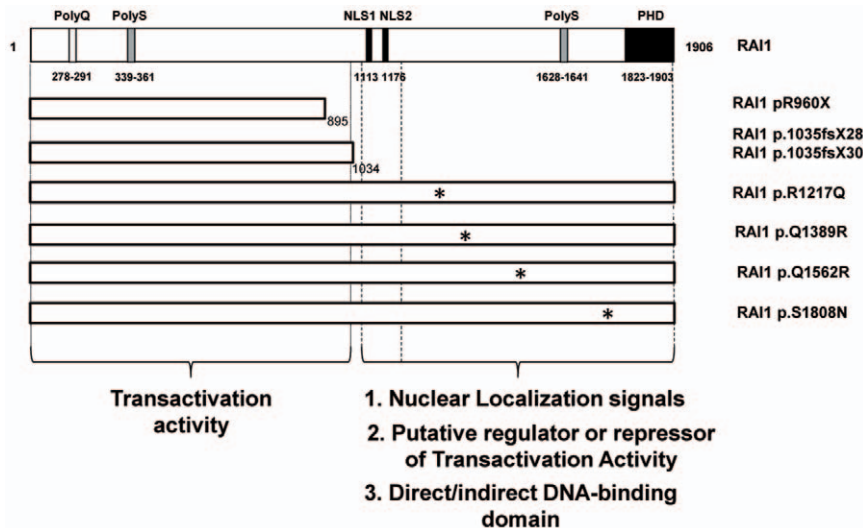 PolyQ PolyS NLS1 NLS2 PolyS PHD
1 1906 RAI1
278-291 339-361 1113 1176 1628-1641 1823-1903
RAI1 pR960X
895
RAI1 p.1035fsX28
RAI1 p.1035fsX30
1034
* RAI1 p.R1217Q
* RAI1 p.Q1389R
* RAI1 p.Q1562R
* RAI1 p.S1808N
Transactivation
activity
1. Nuclear Localization signals
2. Putative regulator or repressor
of Transactivation Activity
3. Direct/indirect DNA-binding
domain